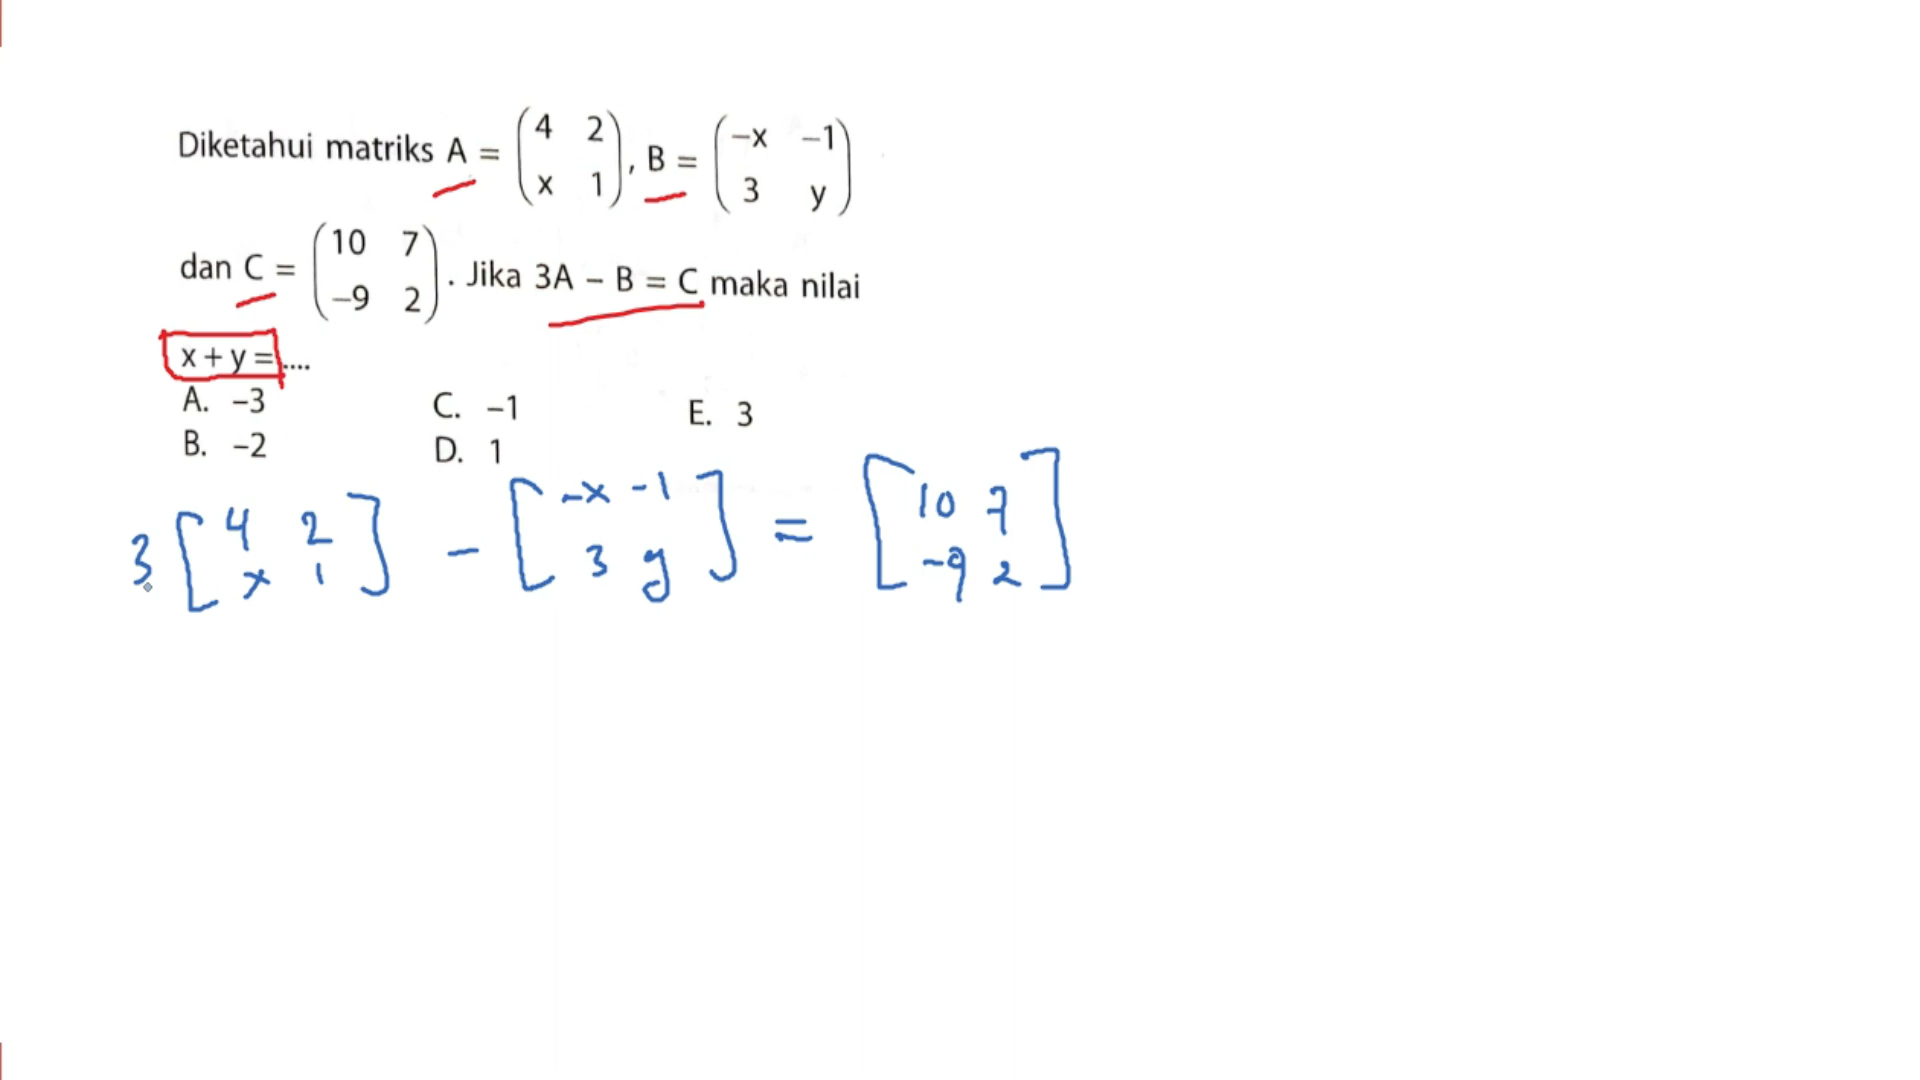 Diketahui matriks A = (4 2 x 1), B = (−x −1 3 y)
dan C = (10 7 −9 2). Jika 3A − B = C maka nilai
x + y = ....
A. −3 C. −1 E. 3
B. −2 D. 1
3 [4 2 x 1] − [−x −1 3 y] = [10 7 −9 2]